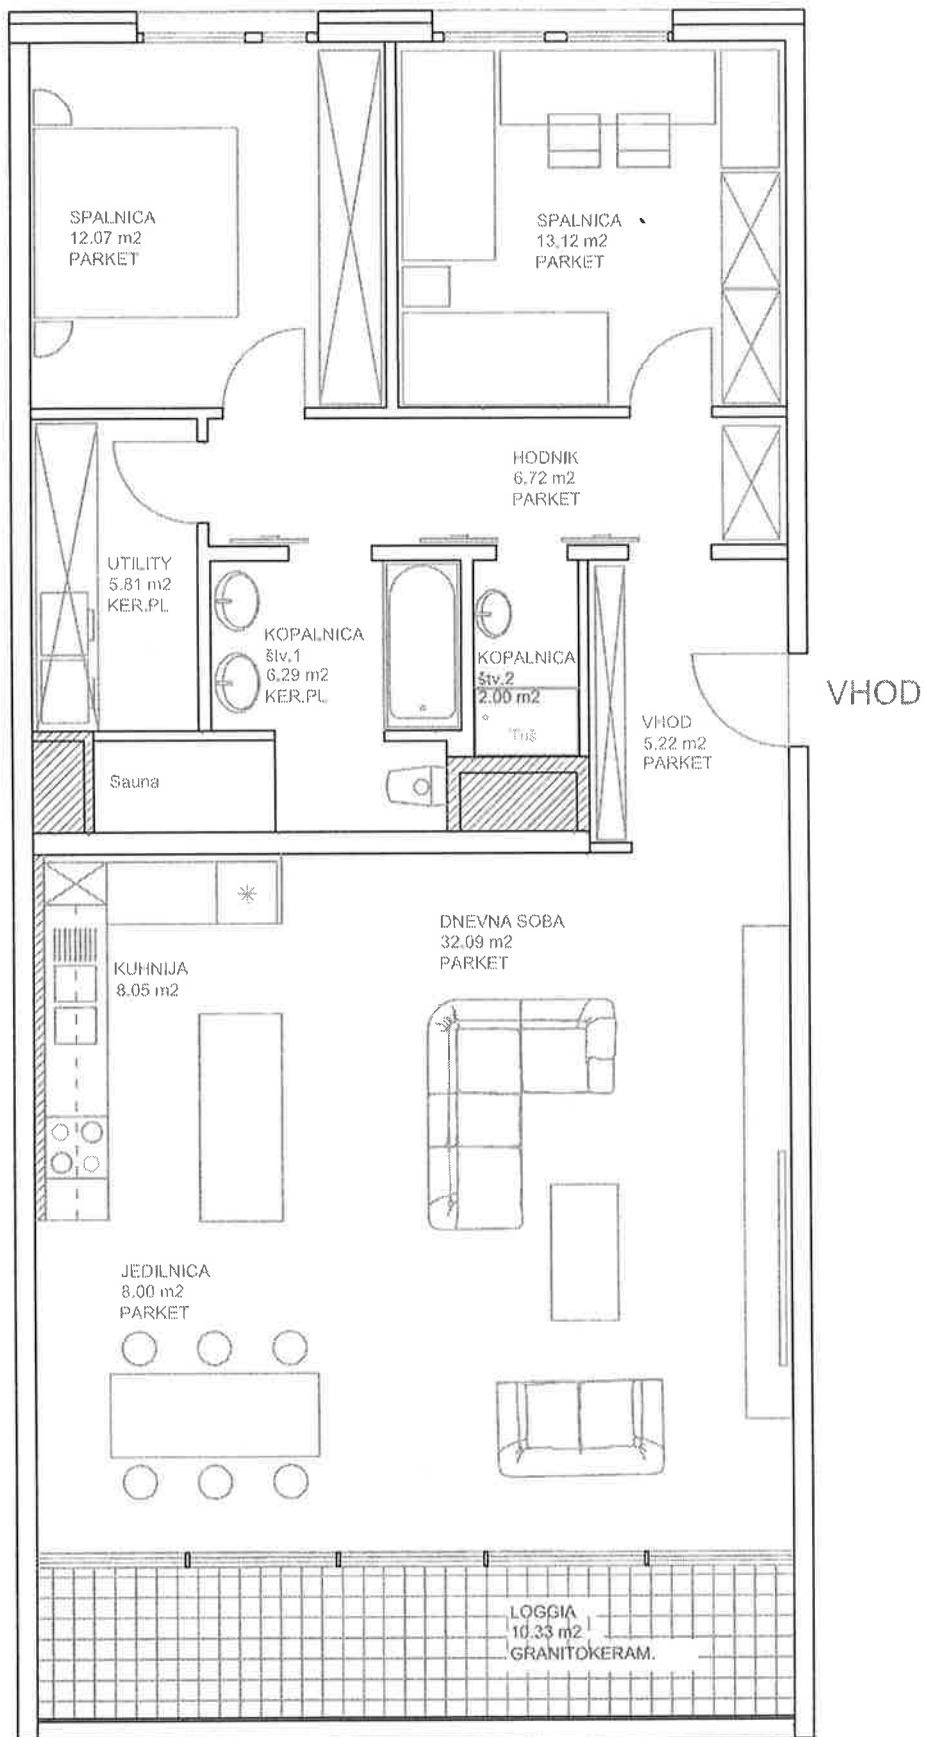 SPALNICA
12.07 m2
PARKET
SPALNICA
13,12 m2
PARKET
HODNIK
6,72 m2
PARKET
UTILITY
5.81 m2
KER.PL
KOPALNICA
štv.1
6,29 m2
KER.PL
KOPALNICA
štv.2
2.00 m2
Tuš
VHOD
VHOD
5,22 m2
PARKET
Sauna
DNEVNA SOBA
32.09 m2
PARKET
KUHNIJA
8.05 m2
JEDILNICA
8.00 m2
PARKET
LOGGIA
10.33 m2
GRANITOKERAM.